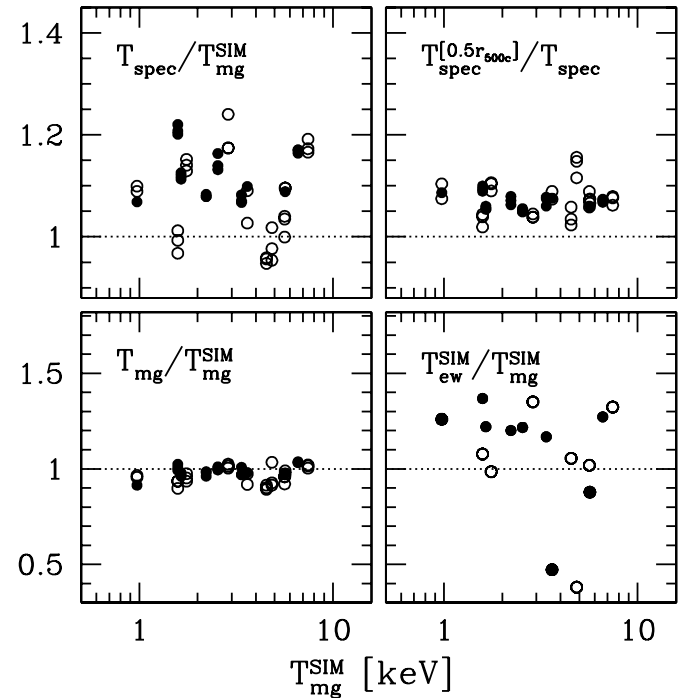 1.4
1.2
1
T_spec/T_mg^SIM
T_spec^[0.5r_500c]/T_spec
1.5
1
0.5
T_mg/T_mg^SIM
T_ew^SIM/T_mg^SIM
1 10 1 10
T_mg^SIM [keV]